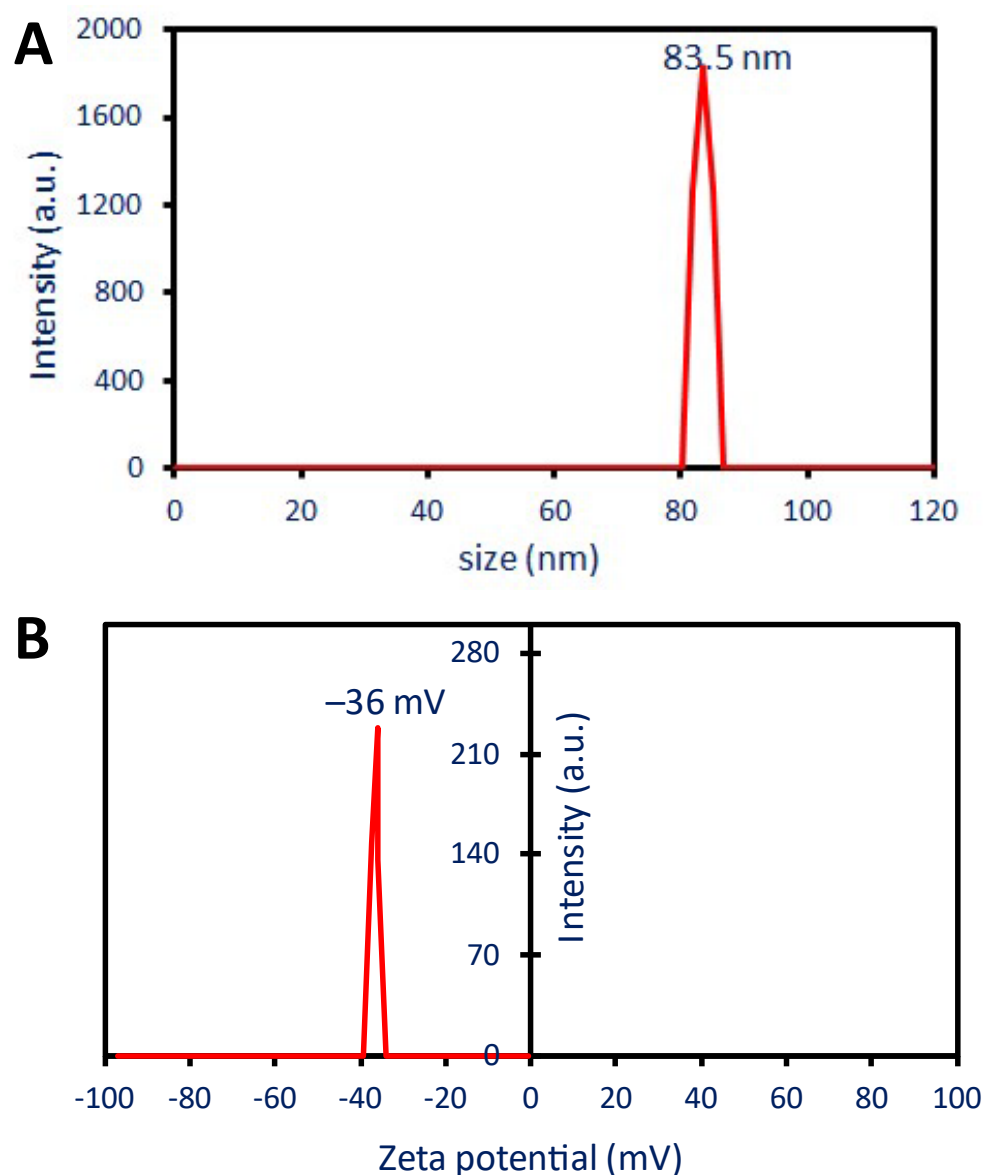 A
2000
83.5 nm
1600
1200
800
400
0
Intensity (a.u.)
0 20 40 60 80 100 120
size (nm)
B
280
–36 mV
210
140
70
0
Intensity (a.u.)
-100 -80 -60 -40 -20 0 20 40 60 80 100
Zeta potential (mV)